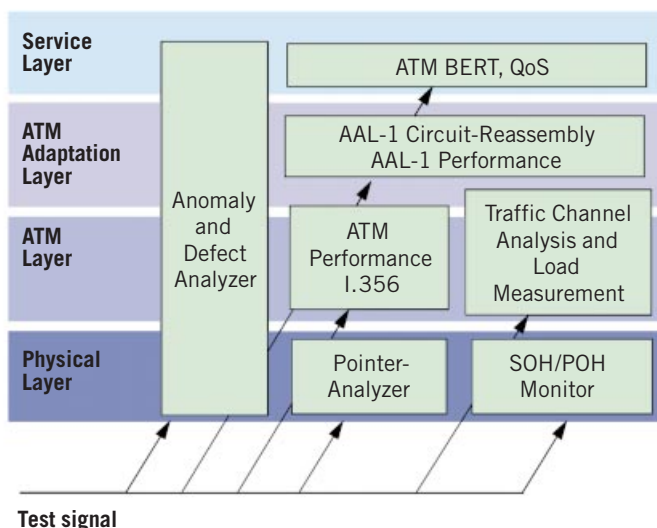 Service
Layer
ATM BERT, QoS
ATM
Adaptation
Layer
AAL-1 Circuit-Reassembly
AAL-1 Performance
Anomaly
and
Defect
Analyzer
ATM
Layer
ATM
Performance
I.356
Traffic Channel
Analysis and
Load
Measurement
Physical
Layer
Pointer-
Analyzer
SOH/POH
Monitor
Test signal